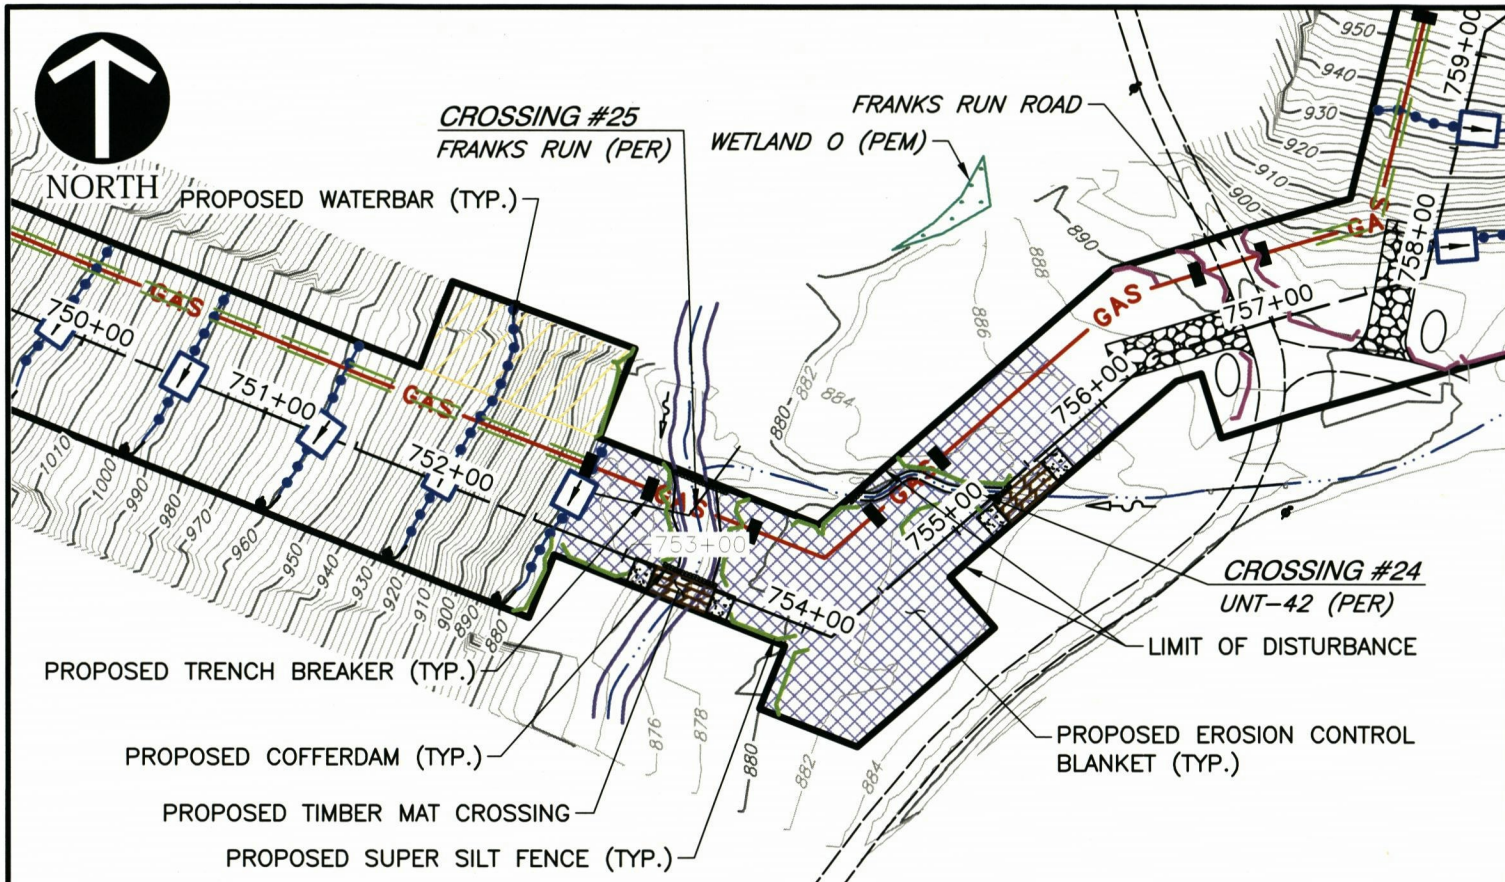 NORTH
CROSSING #25
FRANKS RUN (PER)
PROPOSED WATERBAR (TYP.)
FRANKS RUN ROAD
WETLAND O (PEM)
950
940
930
920
910
900
890
888
886
884
882
880
759+00
758+00
757+00
756+00
755+00
754+00
753+00
752+00
751+00
750+00
GAS
GAS
GAS
GAS
GAS
GAS
1010
1000
990
980
970
960
950
940
930
920
910
900
890
880
876
878
880
882
884
CROSSING #24
UNT-42 (PER)
LIMIT OF DISTURBANCE
PROPOSED TRENCH BREAKER (TYP.)
PROPOSED COFFERDAM (TYP.)
PROPOSED TIMBER MAT CROSSING
PROPOSED SUPER SILT FENCE (TYP.)
PROPOSED EROSION CONTROL
BLANKET (TYP.)